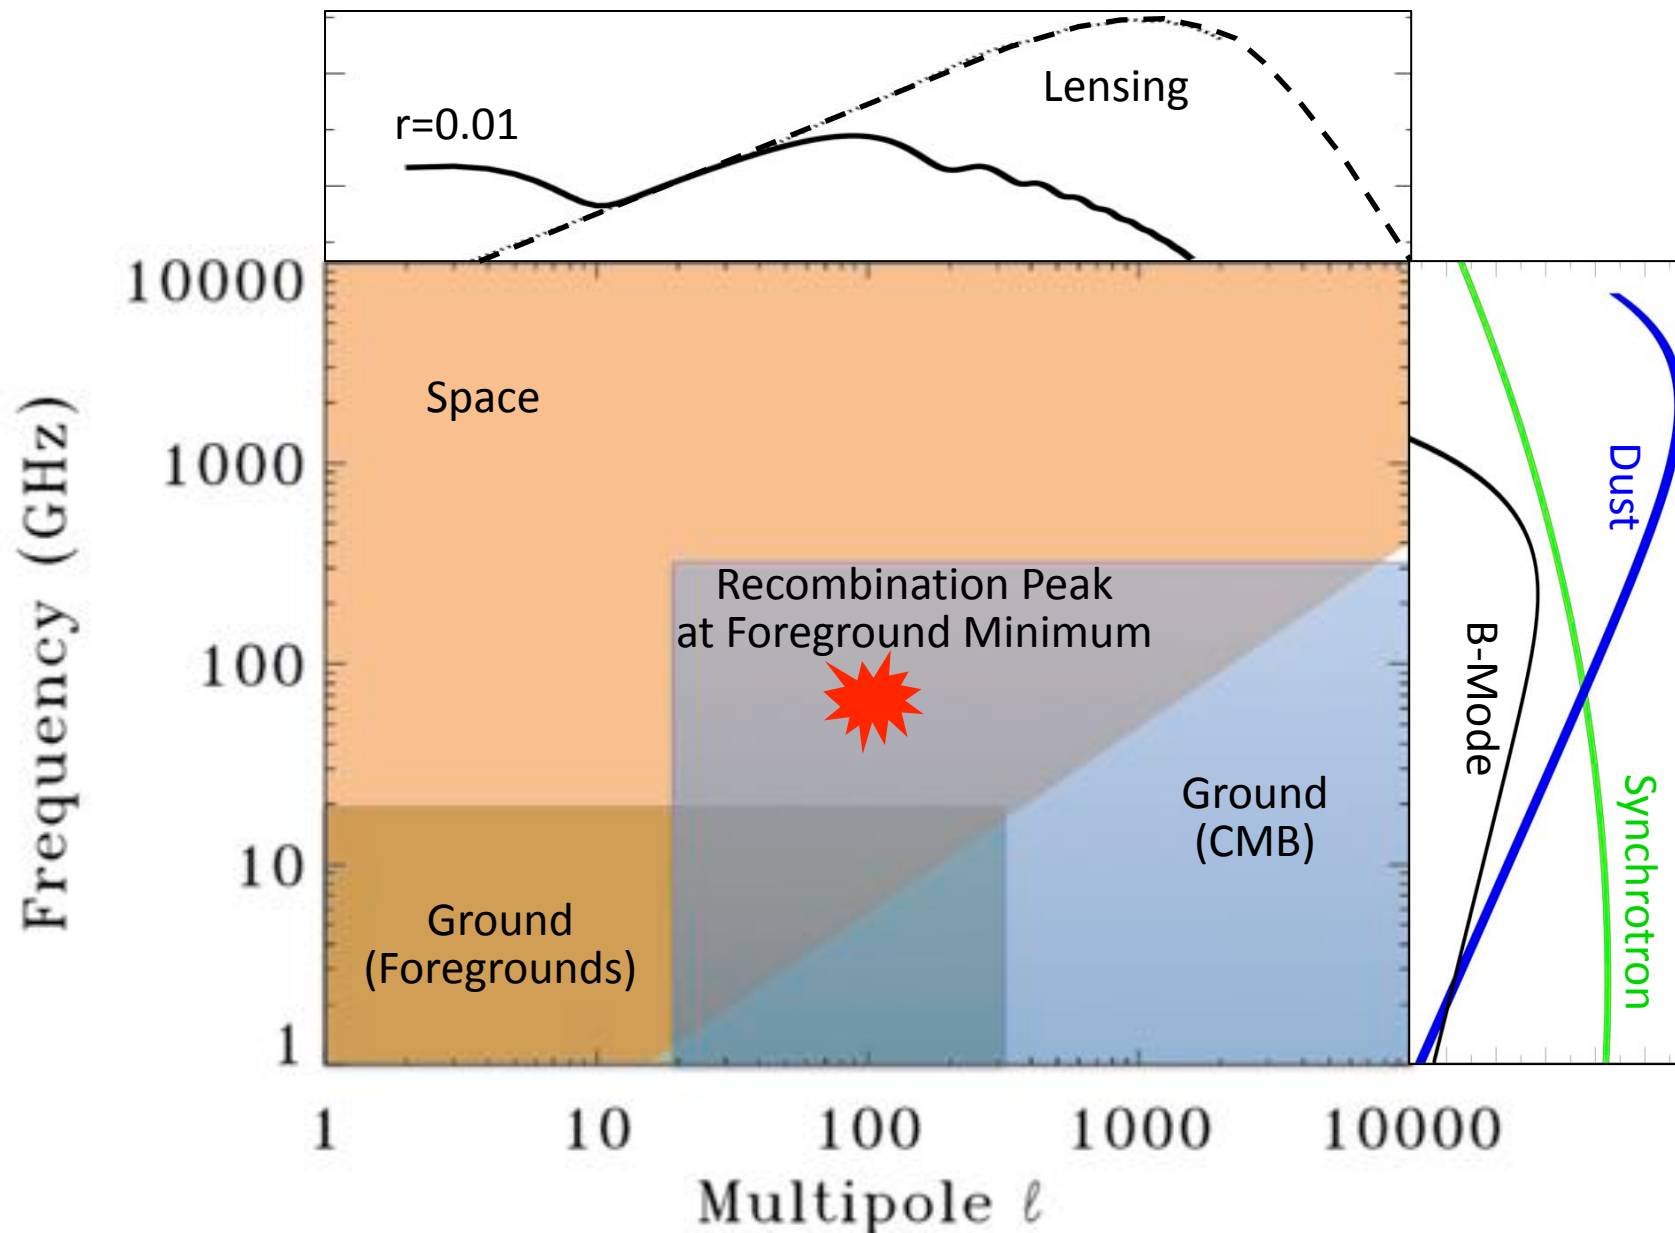 r=0.01
Lensing
10000
1000
100
10
1
Frequency (GHz)
Space
Recombination Peak
at Foreground Minimum
Ground
(CMB)
Ground
(Foregrounds)
Dust
B-Mode
Synchrotron
1
10
100
1000
10000
Multipole ℓ